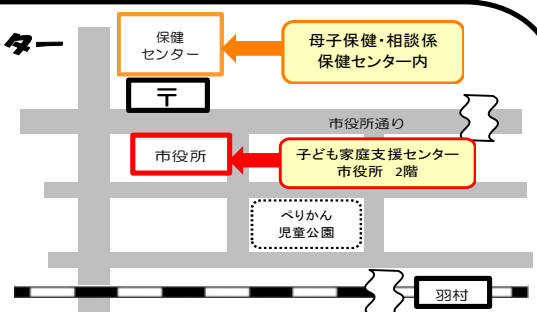 ター
保健
センター
母子保健・相談係
保健センター内
〒
市役所通り
市役所
子ども家庭支援センター
市役所 2階
ぺりかん
児童公園
羽村